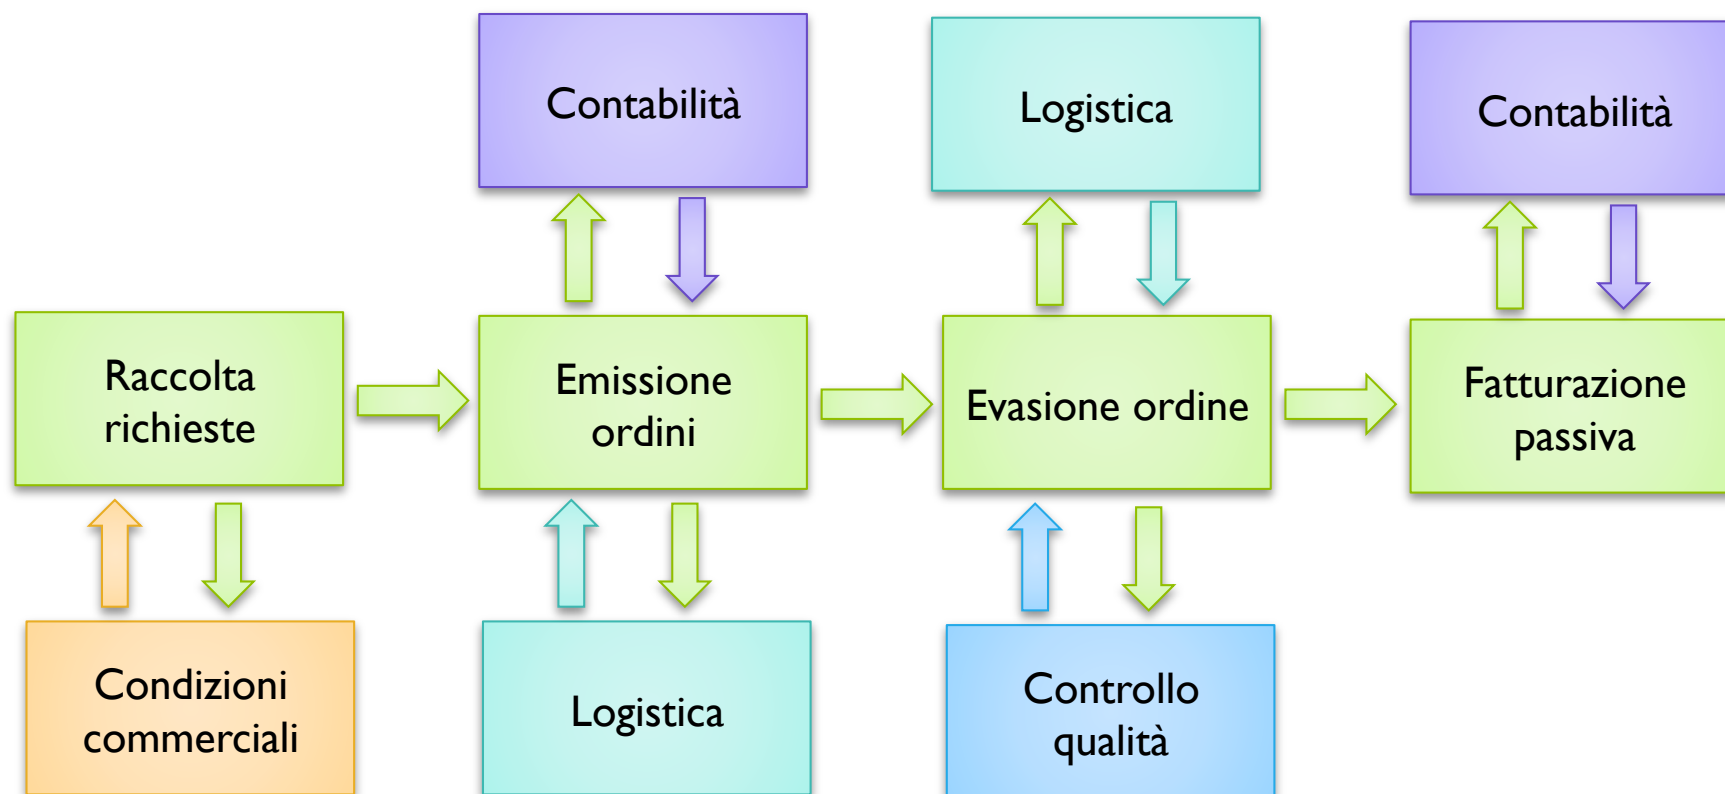 Contabilità
Logistica
Contabilità
Raccolta
richieste
Emissione
ordini
Evasione ordine
Fatturazione
passiva
Condizioni
commerciali
Logistica
Controllo
qualità